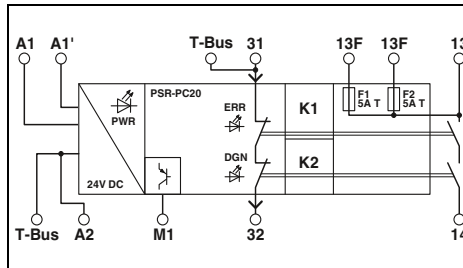 A1 A1' T-Bus 31 13F 13F 13
PSR-PC20
PWR
ERR
K1
F1
5A T
F2
5A T
DGN
K2
24V DC
T-Bus A2 M1 32 14